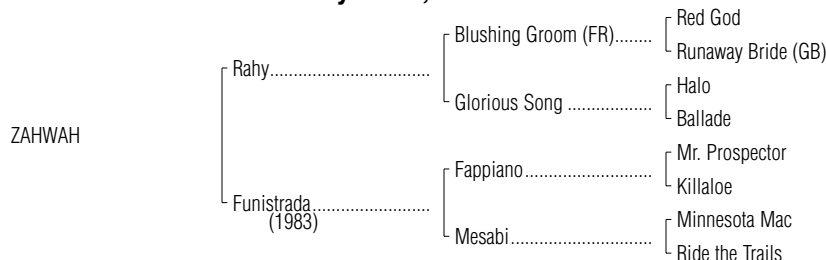 Red God
Blushing Groom (FR)........
Runaway Bride (GB)
Rahy..................................
Halo
Glorious Song ..................
Ballade
ZAHWAH
Mr. Prospector
Fappiano...........................
Killaloe
Funistrada.........................
(1983)
Minnesota Mac
Mesabi..............................
Ride the Trails